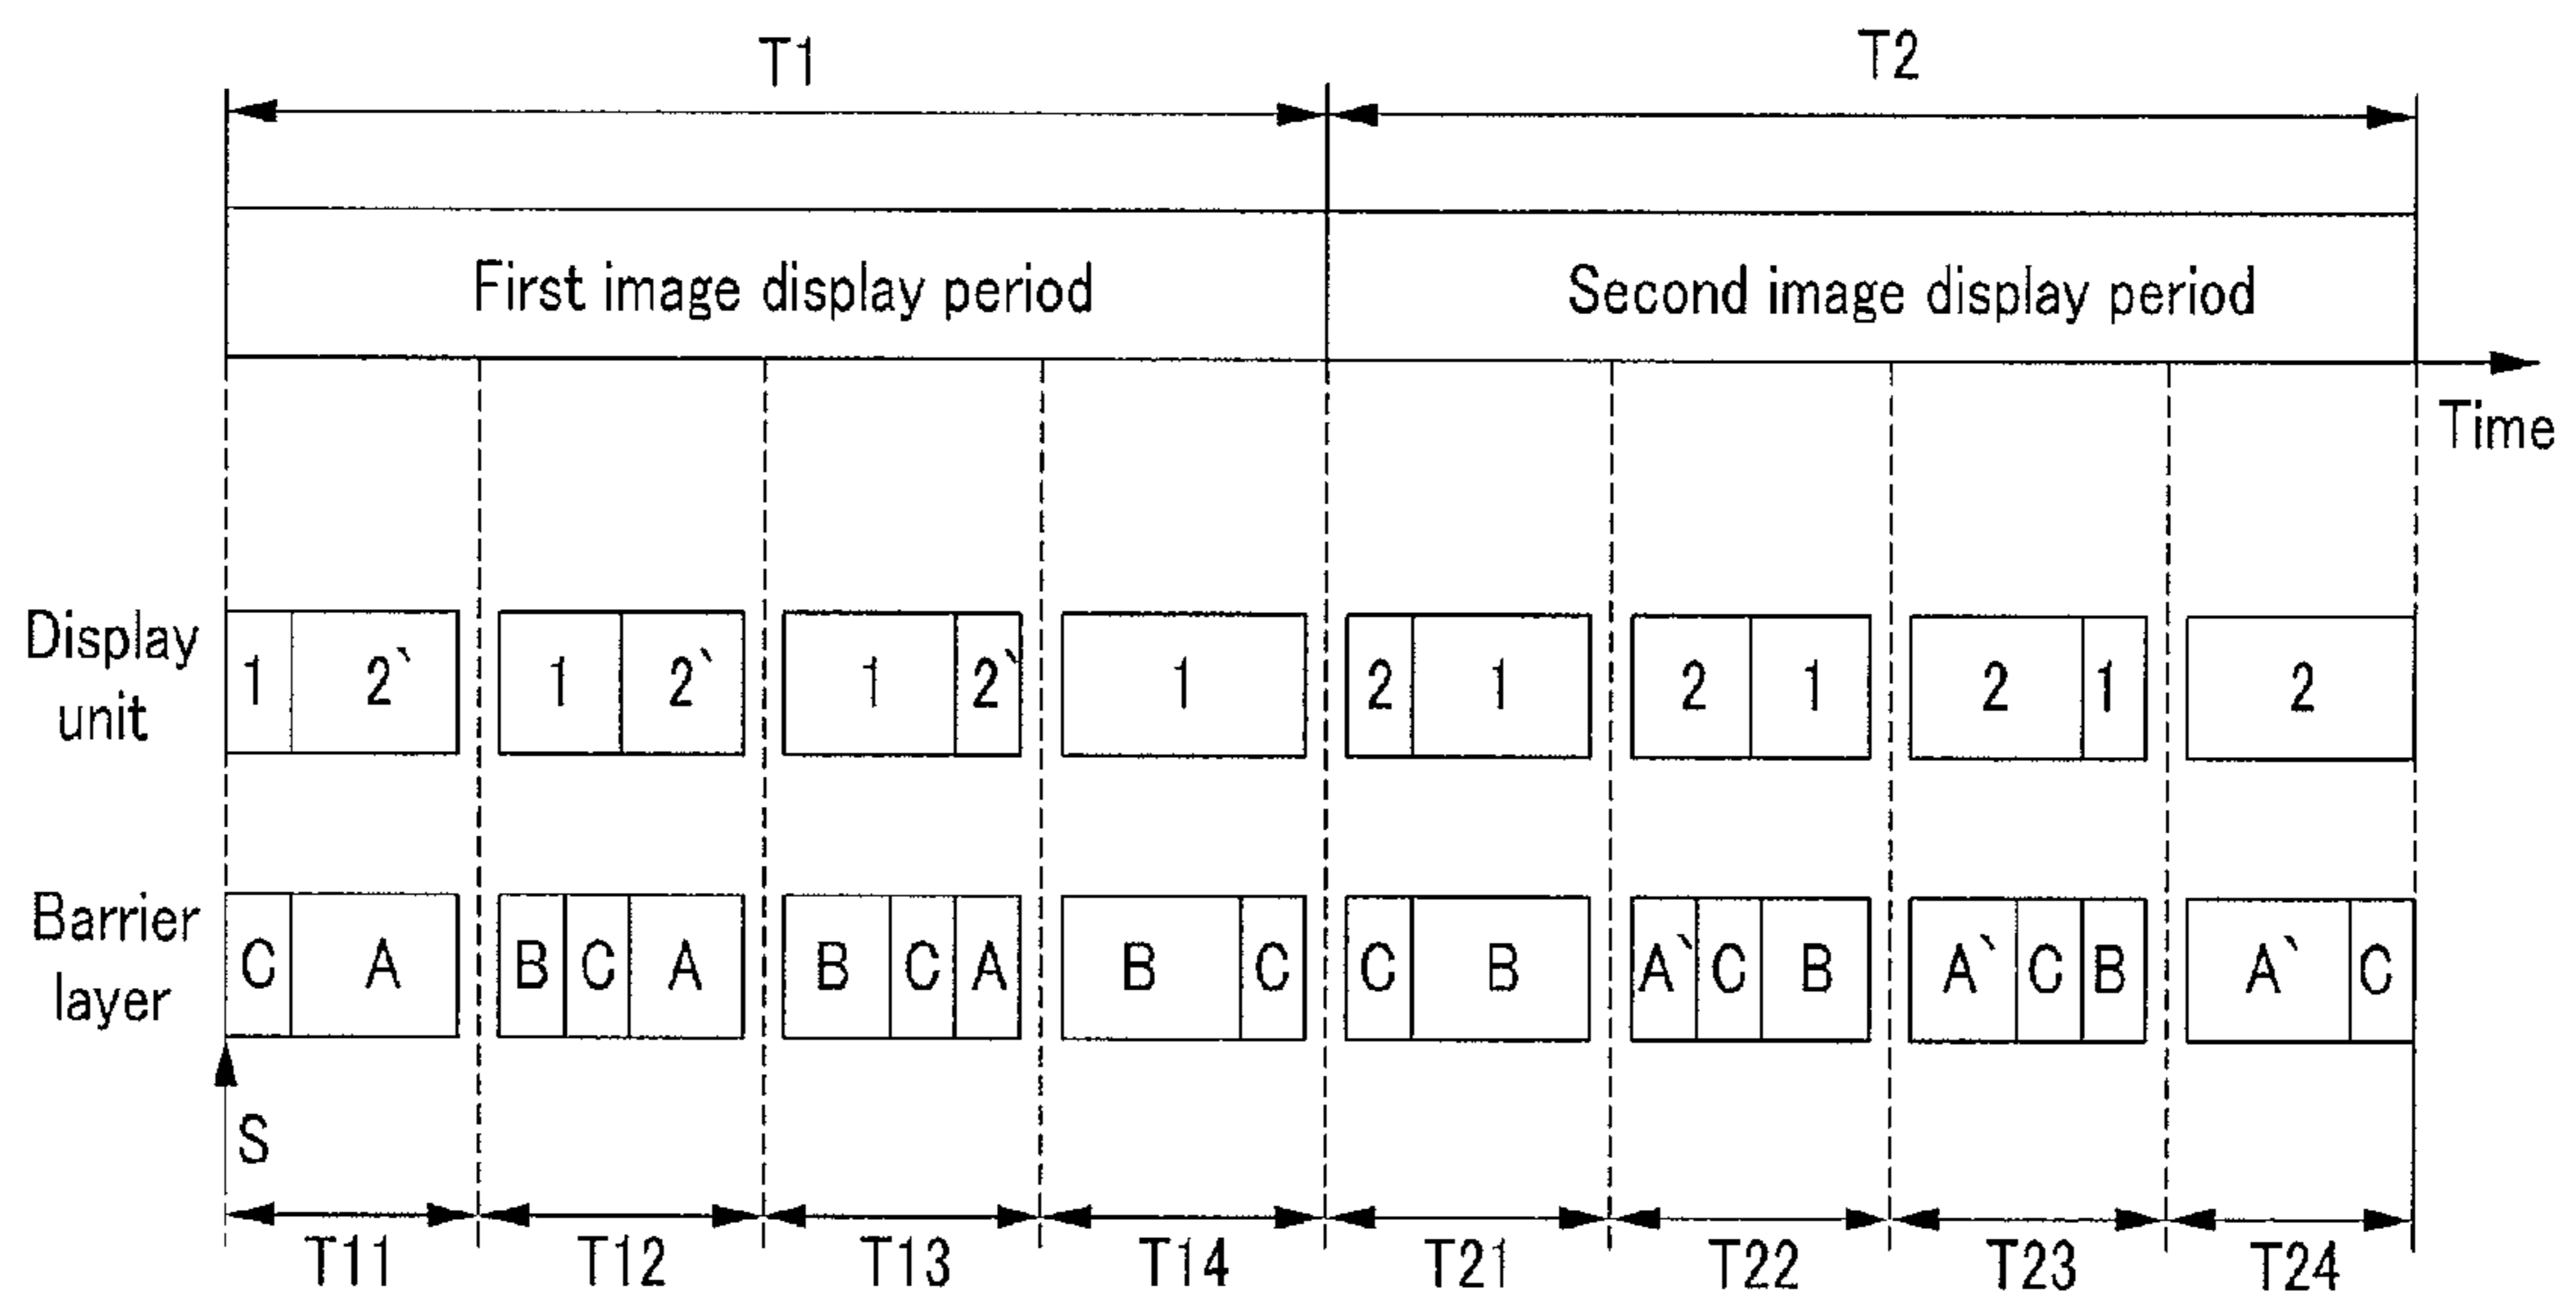 T1 T2
First image display period Second image display period
Time
Display unit
1 2` 1 2` 1 2` 1 2 1 2 1 2 1 2
Barrier layer
C A B C A B C A B C C B A` C B A` C B A` C
S
T11 T12 T13 T14 T21 T22 T23 T24